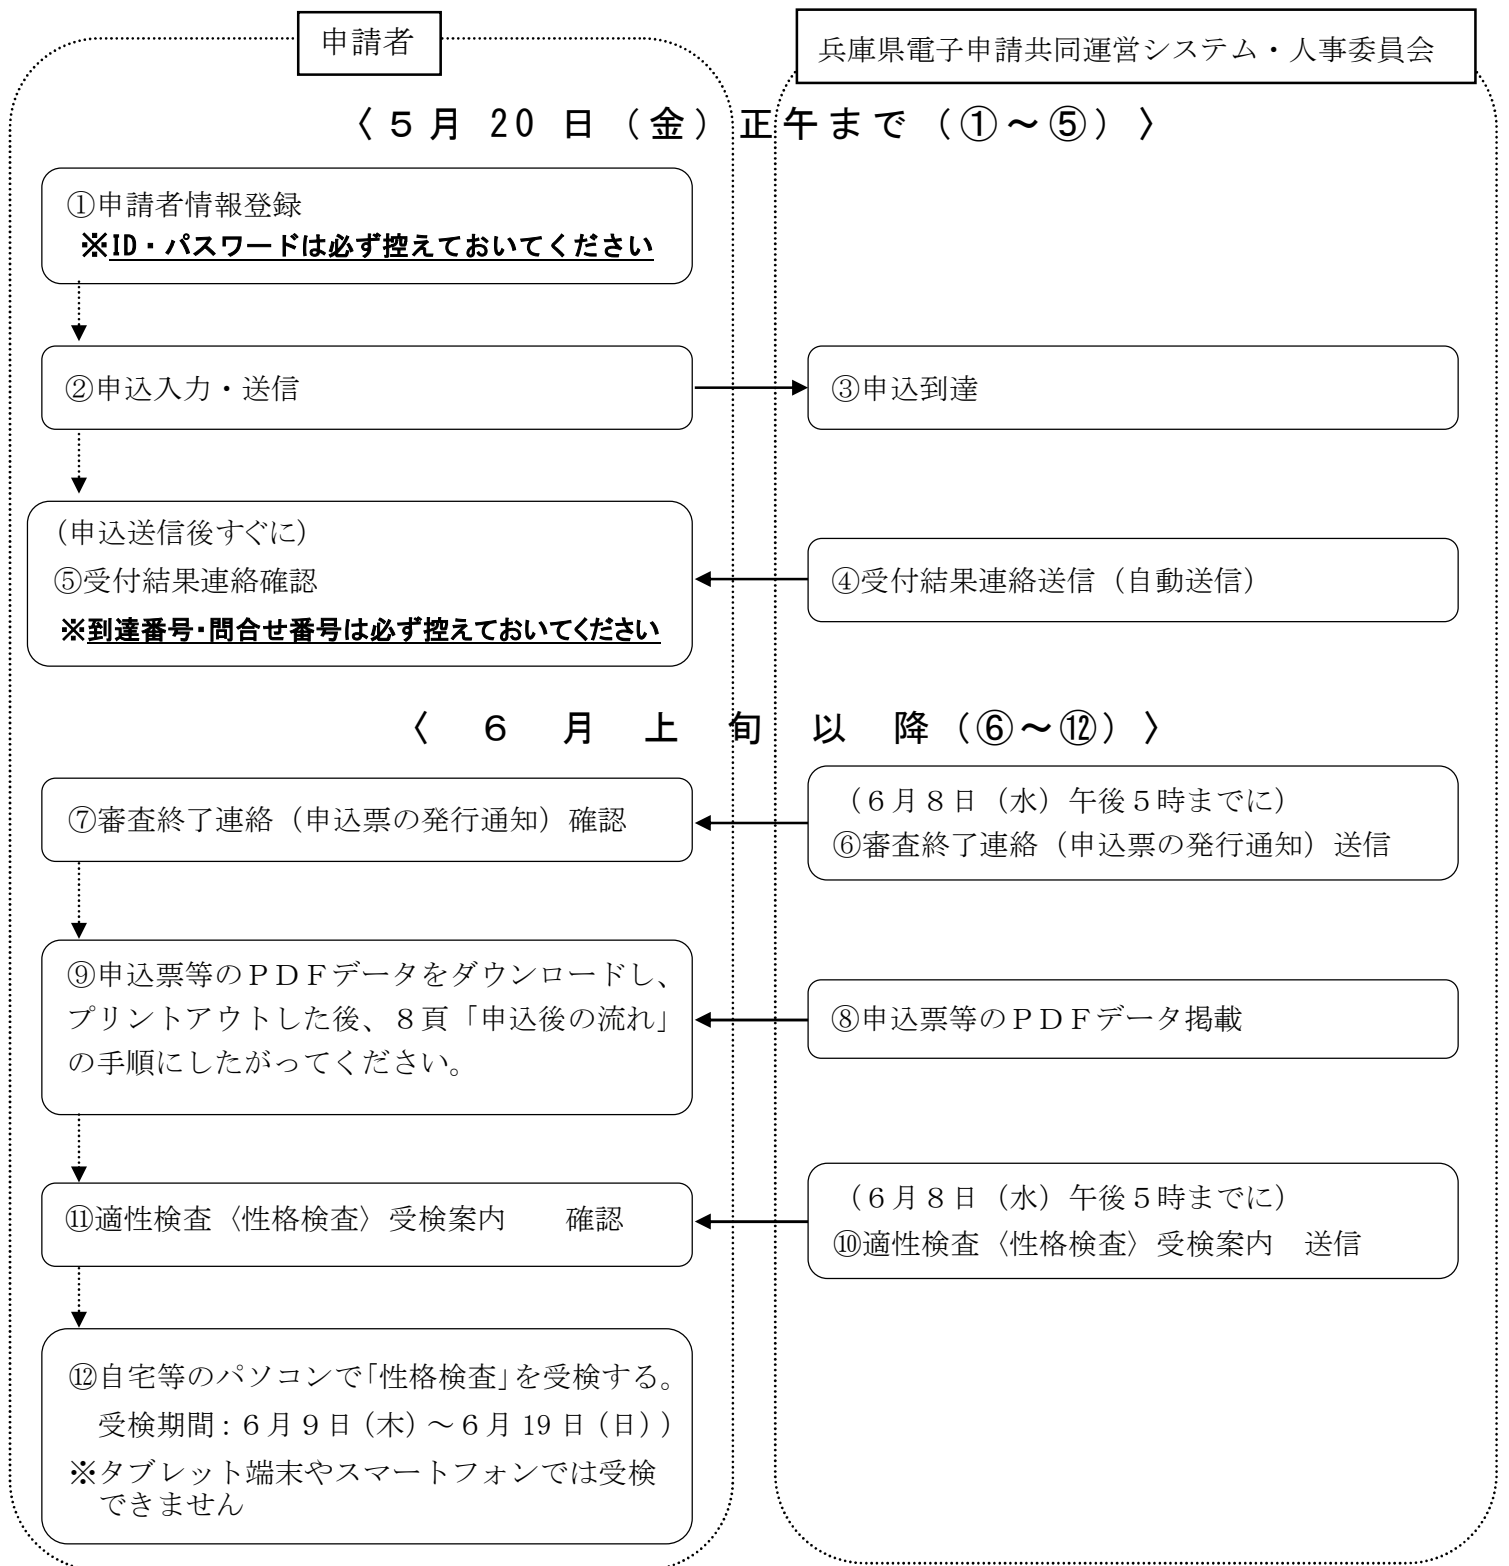 申請者
兵庫県電子申請共同運営システム・人事委員会
〈５月 20 日（金）正午まで（①～⑤）〉
①申請者情報登録
※ID・パスワードは必ず控えておいてください
②申込入力・送信
③申込到達
（申込送信後すぐに）
⑤受付結果連絡確認
※到達番号・問合せ番号は必ず控えておいてください
④受付結果連絡送信（自動送信）
〈 ６ 月 上 旬 以 降（⑥～⑫）〉
⑦審査終了連絡（申込票の発行通知）確認
（６月８日（水）午後５時までに）
⑥審査終了連絡（申込票の発行通知）送信
⑨申込票等のＰＤＦデータをダウンロードし、
プリントアウトした後、８頁「申込後の流れ」
の手順にしたがってください。
⑧申込票等のＰＤＦデータ掲載
⑪適性検査〈性格検査〉受検案内　　確認
（６月８日（水）午後５時までに）
⑩適性検査〈性格検査〉受検案内　送信
⑫自宅等のパソコンで「性格検査」を受検する。
受検期間：６月９日（木）～６月 19 日（日））
※タブレット端末やスマートフォンでは受検
できません